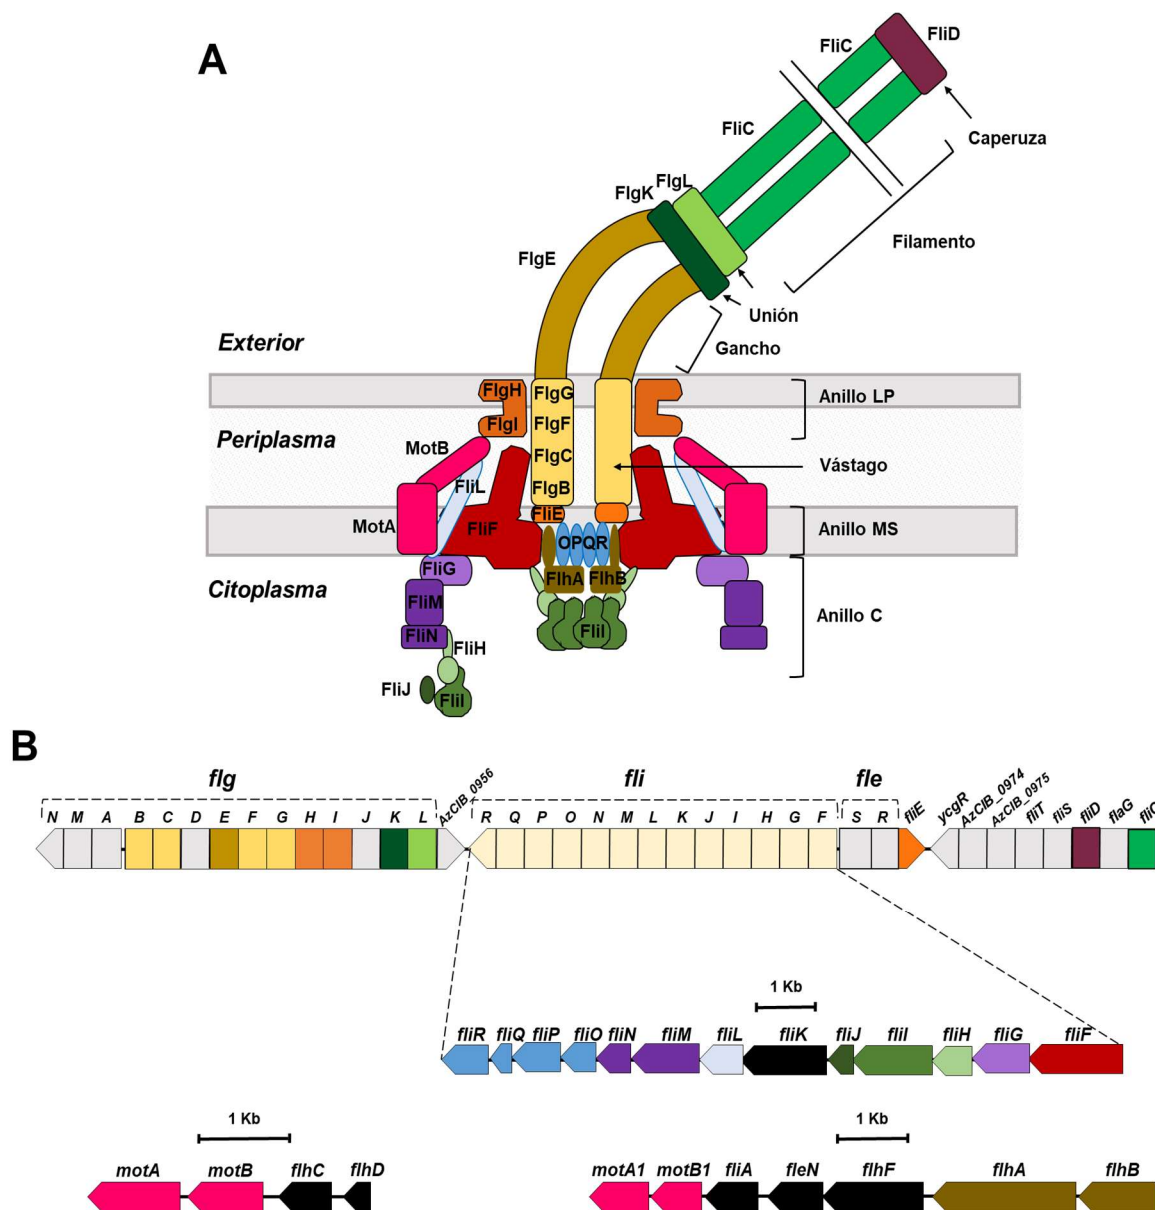 A
FliC
FliD
FliC
Caperuza
FlgL
FlgK
Filamento
FlgE
Unión
Gancho
Exterior
FlgH
FlgG
Anillo LP
FlgI
FlgF
Periplasma
MotB
FlgC
Vástago
FliL
FlgB
FliE
MotA
FliF
Anillo MS
OPQR
FliG
FlhA
FlhB
Citoplasma
FliM
Anillo C
FliN
FliI
FliH
FliJ
FliI
B
flg
AzCIB_0956
fli
fle
fliE
ycgR
AzCIB_0974
AzCIB_0975
fliT
fliS
fliD
flaG
fliC
N M A B C D E F G H I J K L
R Q P O N M L K J I H G F
S R
1 Kb
fliR fliQ fliP fliO fliN fliM fliL fliK fliJ fliI fliH fliG fliF
1 Kb
motA motB flhC flhD
1 Kb
motA1 motB1 fliA fleN flhF flhA flhB